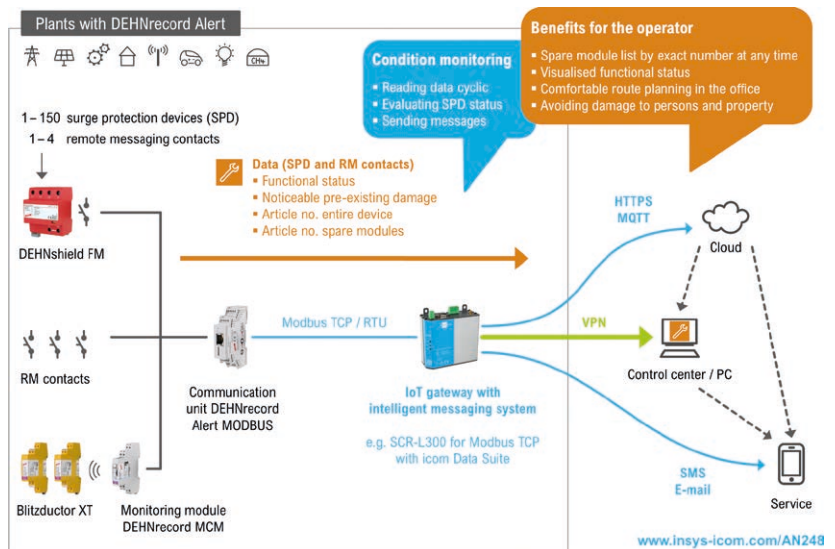 Plants with DEHNrecord Alert
CH4
1 – 150 surge protection devices (SPD)
1 – 4 remote messaging contacts
DEHNshield FM
RM contacts
Blitzductor XT
Monitoring module
DEHNrecord MCM
Data (SPD and RM contacts)
▪ Functional status
▪ Noticeable pre-existing damage
▪ Article no. entire device
▪ Article no. spare modules
Communication
unit DEHNrecord
Alert MODBUS
Modbus TCP / RTU
Condition monitoring
▪ Reading data cyclic
▪ Evaluating SPD status
▪ Sending messages
IoT gateway with
intelligent messaging system
e.g. SCR-L300 for Modbus TCP
with icom Data Suite
Benefits for the operator
▪ Spare module list by exact number at any time
▪ Visualised functional status
▪ Comfortable route planning in the office
▪ Avoiding damage to persons and property
HTTPS
MQTT
Cloud
VPN
Control center / PC
SMS
E-mail
Service
www.insys-icom.com/AN248